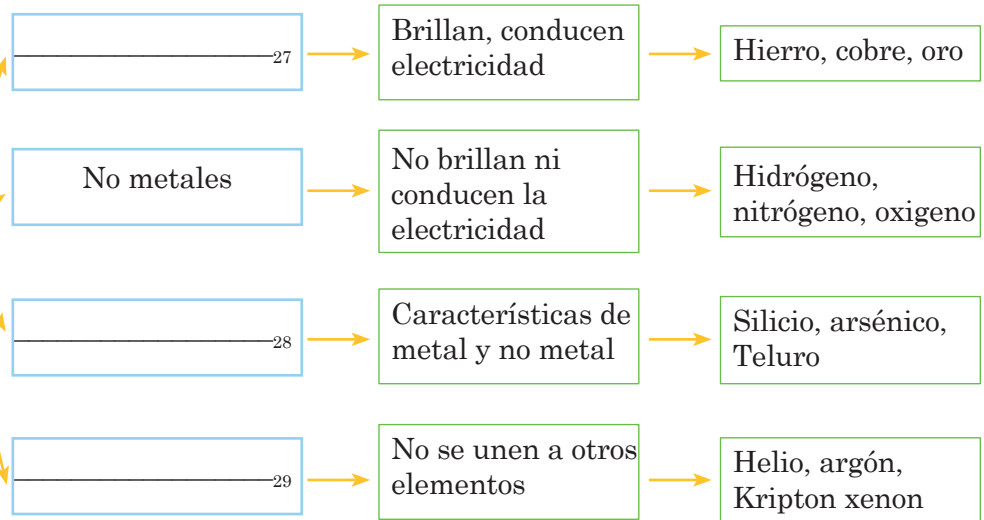 27
Brillan, conducen
electricidad
Hierro, cobre, oro
No metales
No brillan ni
conducen la
electricidad
Hidrógeno,
nitrógeno, oxigeno
28
Características de
metal y no metal
Silicio, arsénico,
Teluro
29
No se unen a otros
elementos
Helio, argón,
Kripton xenon